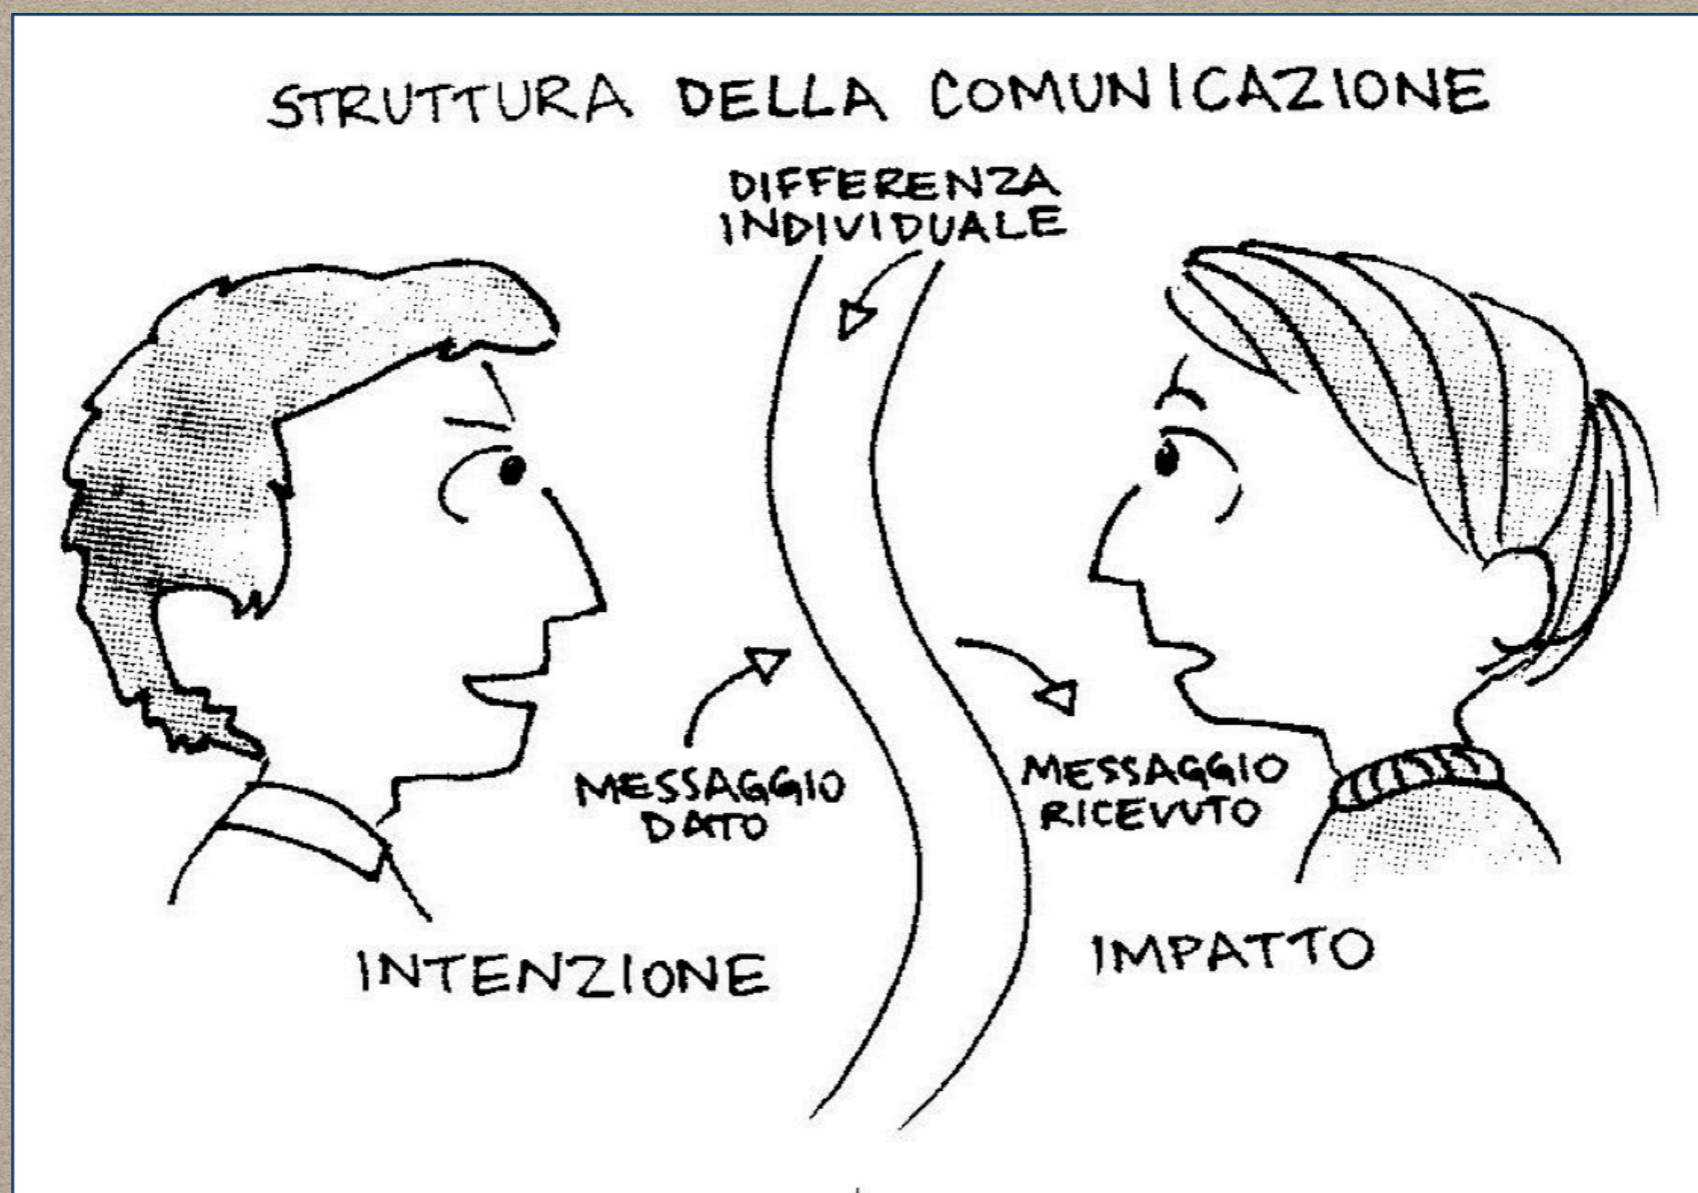 STRUTTURA DELLA COMUNICAZIONE
DIFFERENZA
INDIVIDUALE
MESSAGGIO
DATO
MESSAGGIO
RICEVUTO
INTENZIONE
IMPATTO